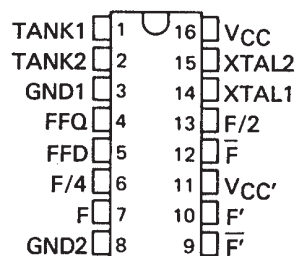 TANK1 1 16 VCC
TANK2 2 15 XTAL2
GND1 3 14 XTAL1
FFQ 4 13 F/2
FFD 5 12 F̅
F/4 6 11 VCC'
F 7 10 F'
GND2 8 9 F̅'